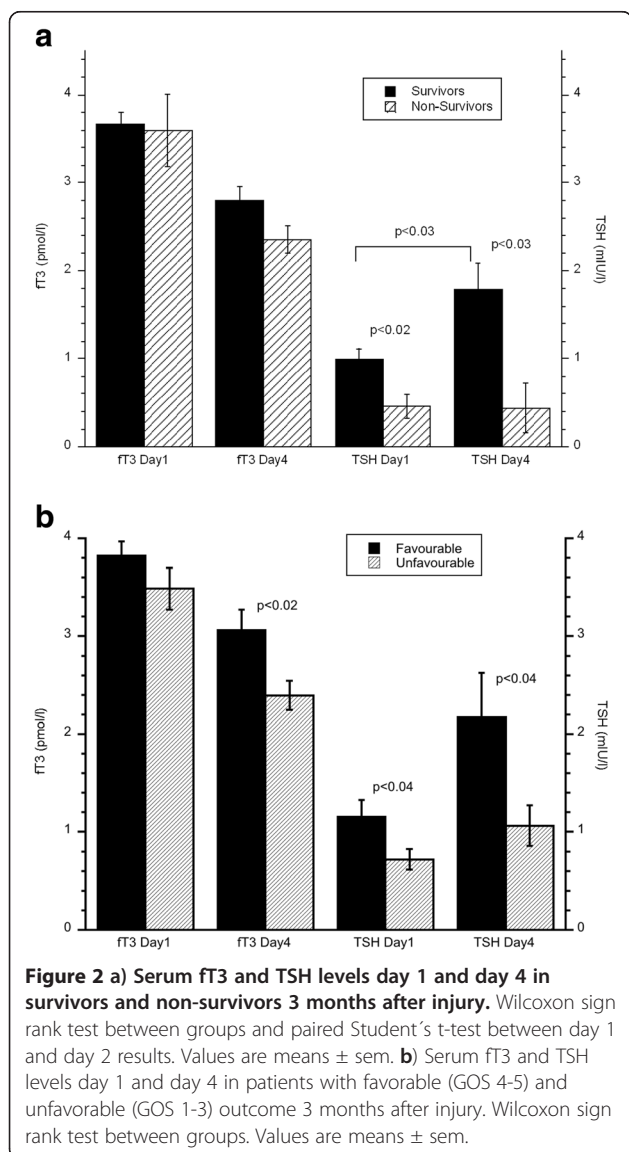 a
Survivors
Non-Survivors
4
3
2
1
0
fT3 (pmol/l)
4
3
2
1
0
TSH (mIU/l)
p<0.03
p<0.03
p<0.02
fT3 Day1
fT3 Day4
TSH Day1
TSH Day4
b
Favourable
Unfavourable
4
3
2
1
0
fT3 (pmol/l)
4
3
2
1
0
TSH (mIU/l)
p<0.02
p<0.04
p<0.04
fT3 Day1
fT3 Day4
TSH Day1
TSH Day4
Figure 2 a) Serum fT3 and TSH levels day 1 and day 4 in
survivors and non-survivors 3 months after injury. Wilcoxon sign
rank test between groups and paired Student´s t-test between day 1
and day 2 results. Values are means ± sem. b) Serum fT3 and TSH
levels day 1 and day 4 in patients with favorable (GOS 4-5) and
unfavorable (GOS 1-3) outcome 3 months after injury. Wilcoxon sign
rank test between groups. Values are means ± sem.